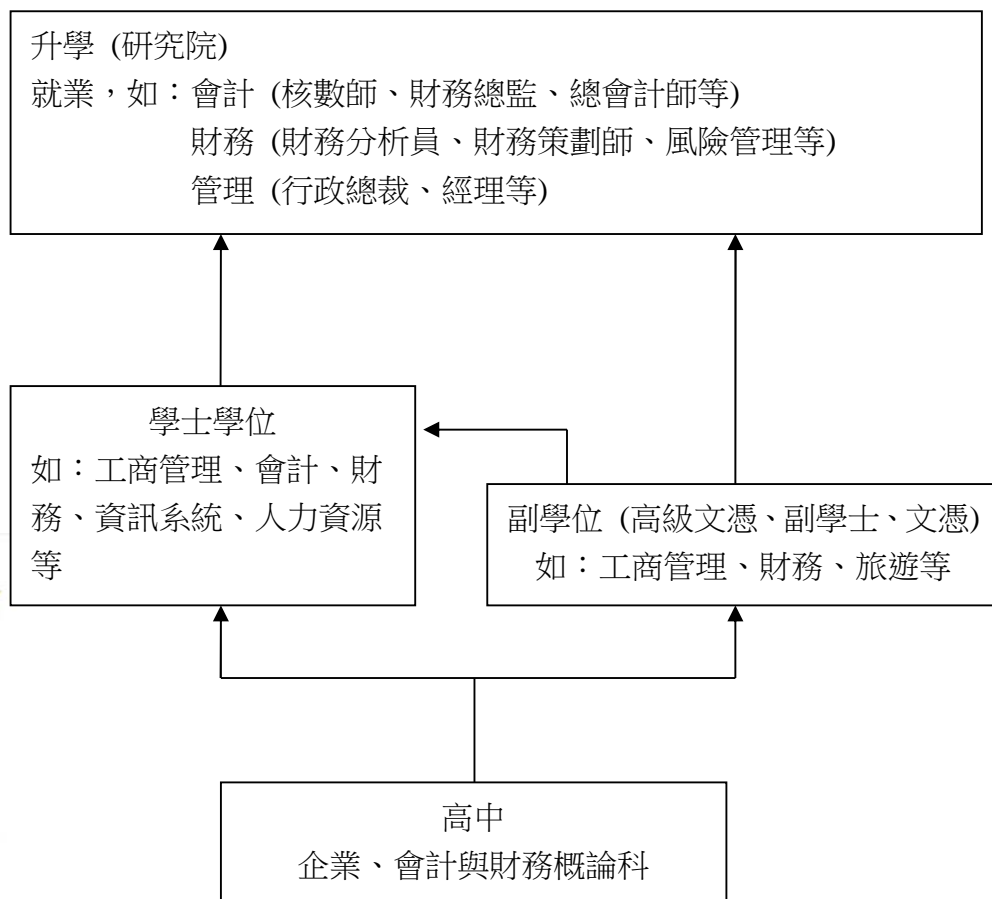 升學 (研究院)
就業，如：會計 (核數師、財務總監、總會計師等)
財務 (財務分析員、財務策劃師、風險管理等)
管理 (行政總裁、經理等)
學士學位
如：工商管理、會計、財
務、資訊系統、人力資源
等
副學位 (高級文憑、副學士、文憑)
如：工商管理、財務、旅遊等
高中
企業、會計與財務概論科